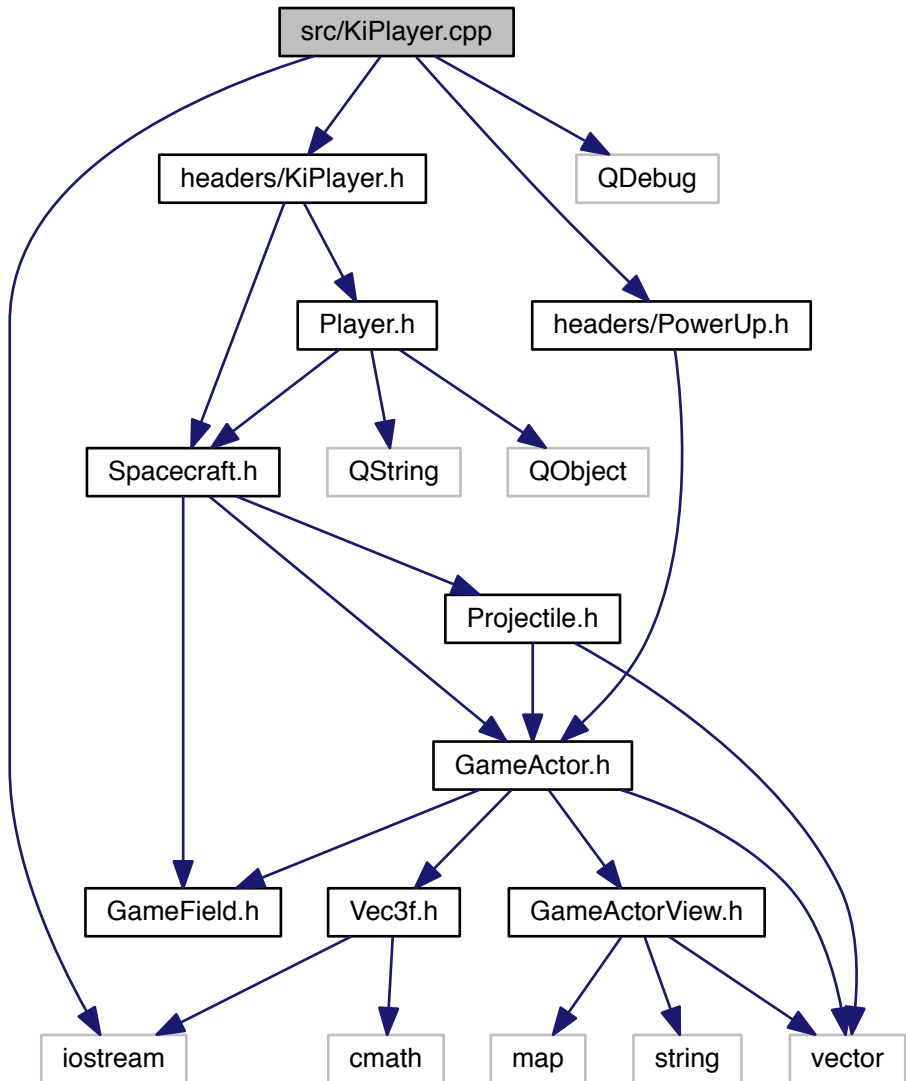 src/KiPlayer.cpp
headers/KiPlayer.h
QDebug
Player.h
headers/PowerUp.h
Spacecraft.h
QString
QObject
Projectile.h
GameActor.h
GameField.h
Vec3f.h
GameActorView.h
iostream
cmath
map
string
vector